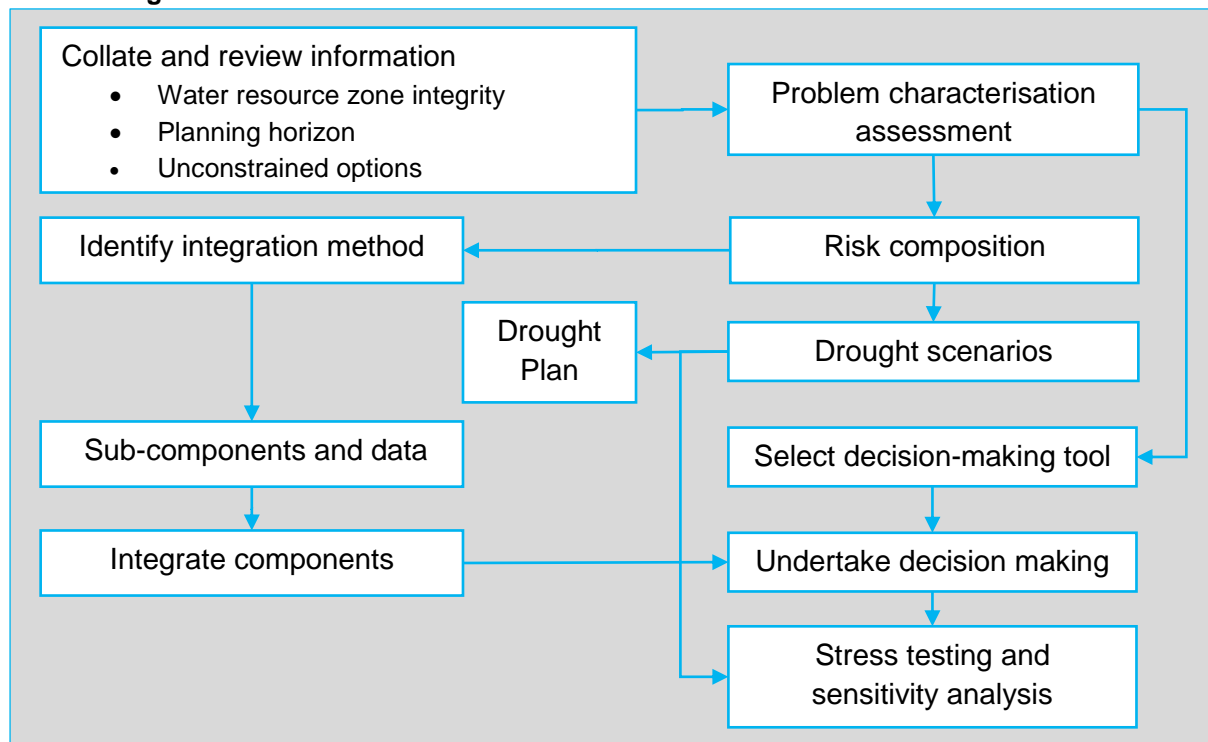 Collate and review information
• Water resource zone integrity
• Planning horizon
• Unconstrained options
Problem characterisation
assessment
Identify integration method
Risk composition
Drought
Plan
Drought scenarios
Sub-components and data
Select decision-making tool
Integrate components
Undertake decision making
Stress testing and
sensitivity analysis